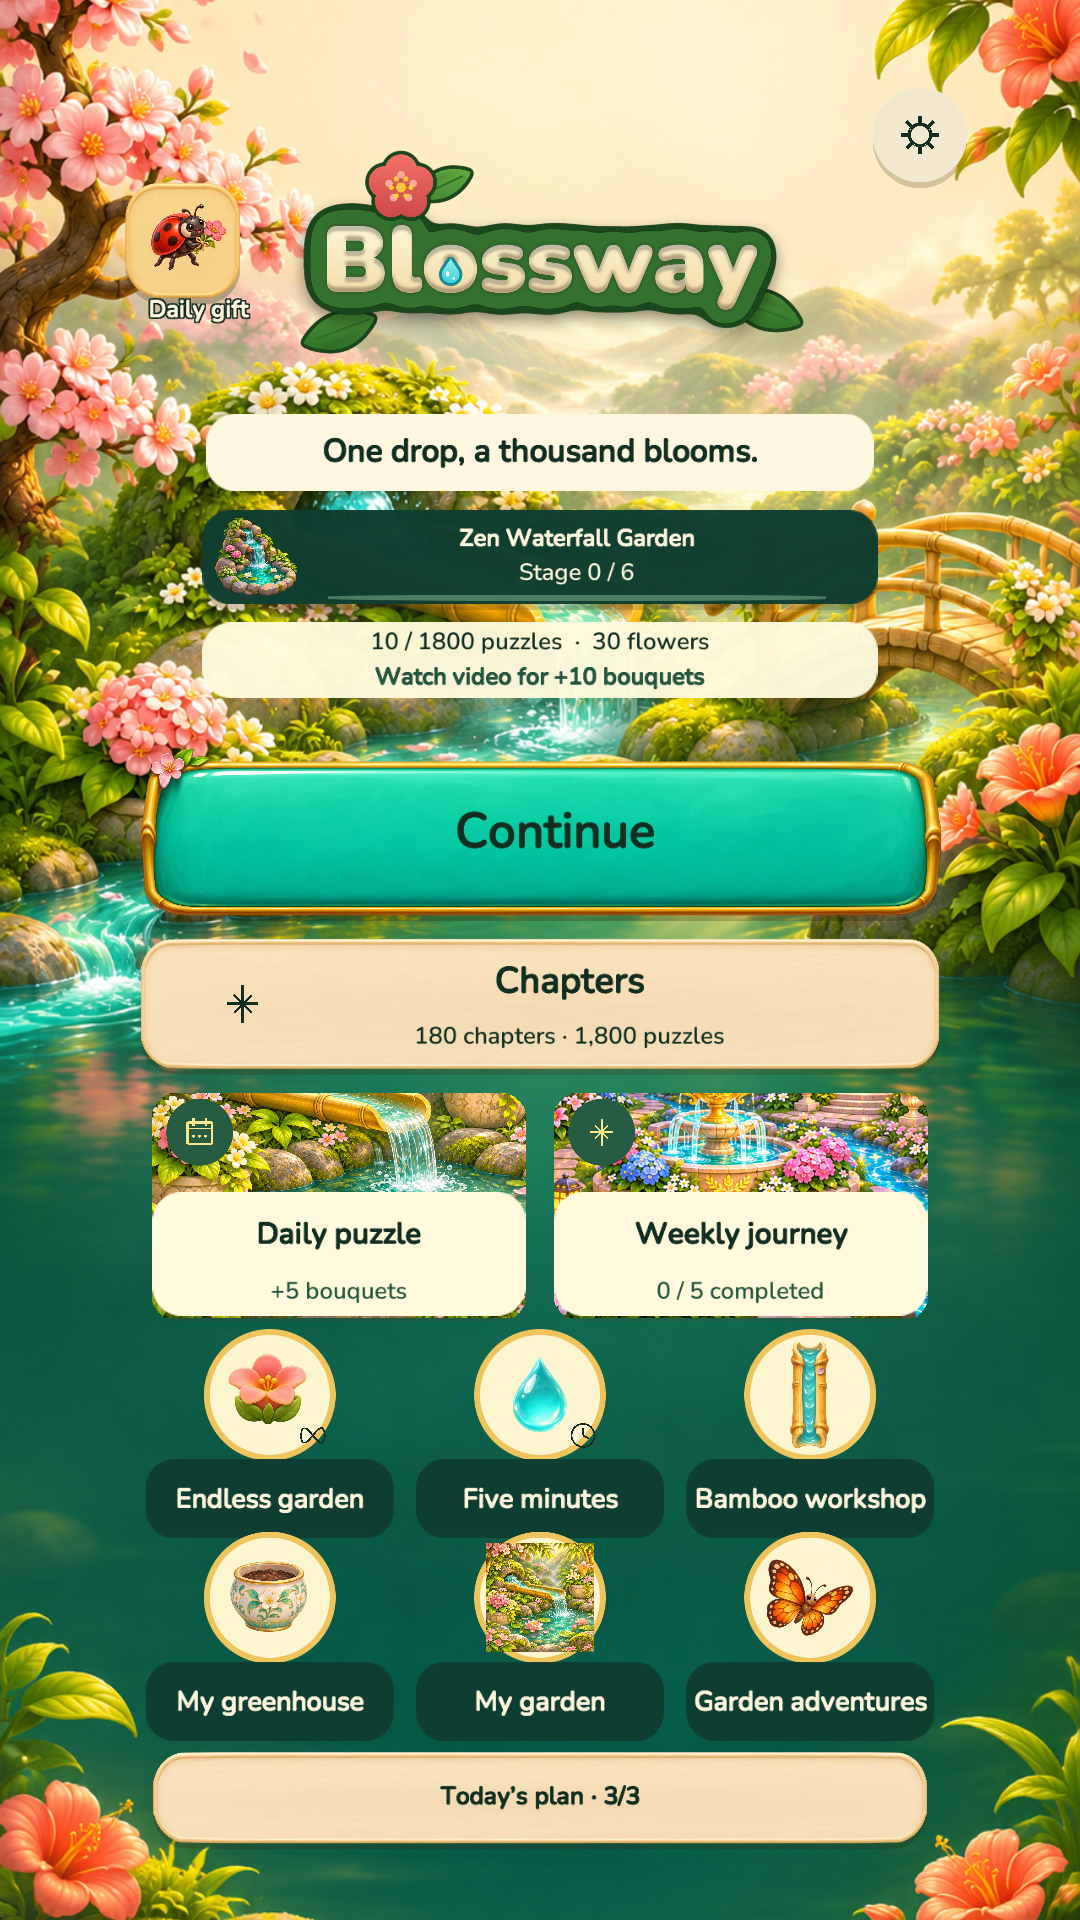 Blossway
Daily gift
One drop, a thousand blooms.
Zen Waterfall Garden
Stage 0 / 6
10 / 1800 puzzles · 30 flowers
Watch video for +10 bouquets
Continue
Chapters
180 chapters · 1,800 puzzles
Daily puzzle
+5 bouquets
Weekly journey
0 / 5 completed
Endless garden
Five minutes
Bamboo workshop
My greenhouse
My garden
Garden adventures
Today’s plan · 3/3